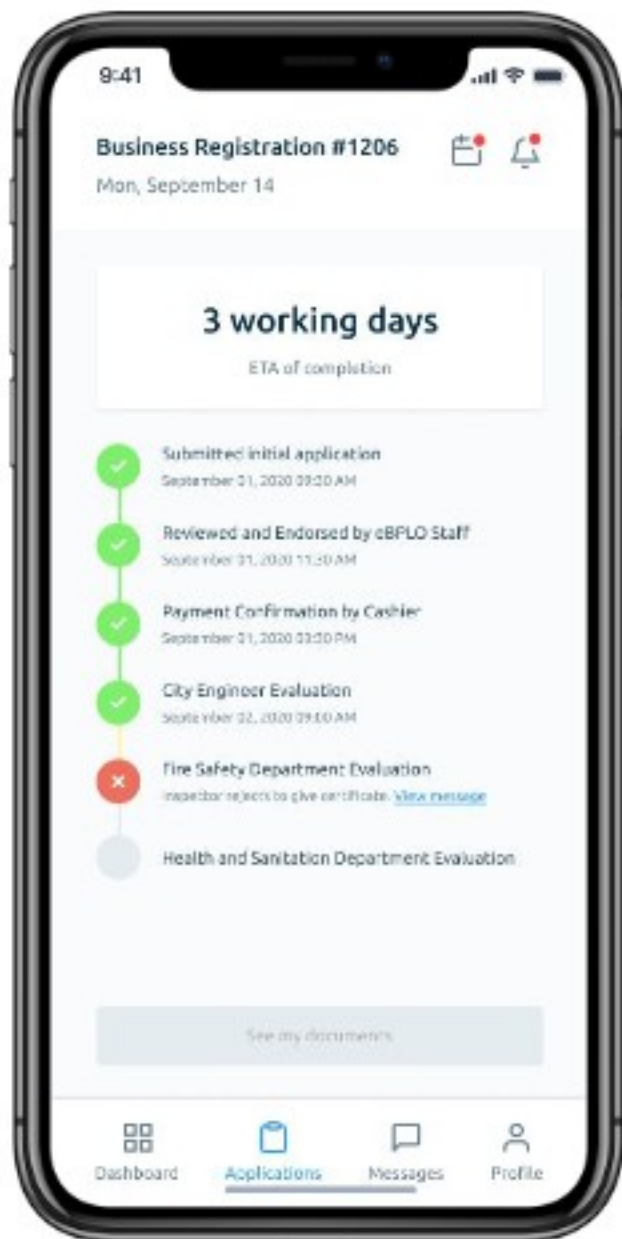 9:41
Business Registration #1206
Mon, September 14
3 working days
ETA of completion
Submitted initial application
September 01, 2020 09:30 AM
Reviewed and Endorsed by eBPLO Staff
September 01, 2020 11:30 AM
Payment Confirmation by Cashier
September 01, 2020 03:30 PM
City Engineer Evaluation
September 02, 2020 09:00 AM
Fire Safety Department Evaluation
Inspector rejects to give certificate. View message
Health and Sanitation Department Evaluation
See my documents
Dashboard
Applications
Messages
Profile